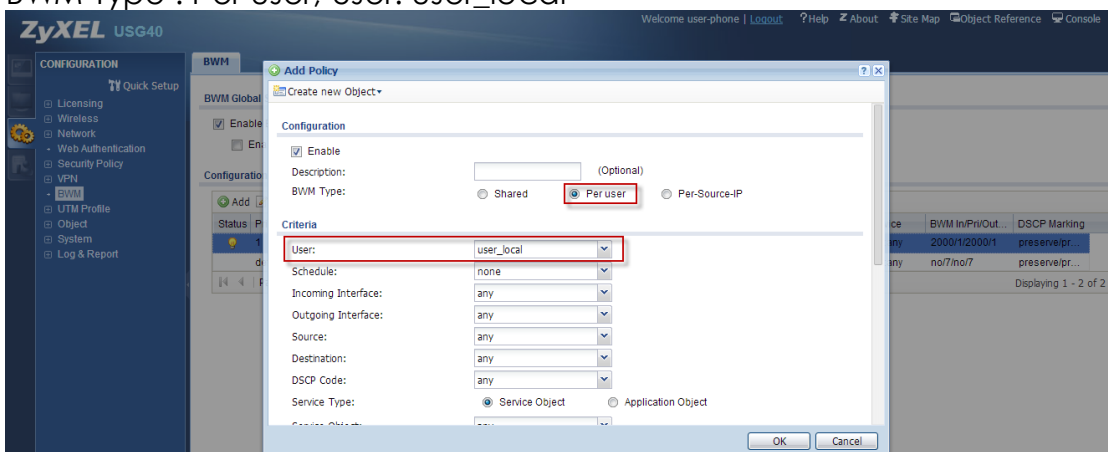 BWM Type : Per user, User: user_local
ZyXEL USG40
Welcome user-phone | Logout ?Help Z About Site Map Object Reference Console
CONFIGURATION
Quick Setup
Licensing
Wireless
Network
Web Authentication
Security Policy
VPN
BWM
UTM Profile
Object
System
Log & Report
BWM
BWM Global
Enable
Configuratio
Add
Status
1
Add Policy
Create new Object
Configuration
Enable
Description: (Optional)
BWM Type: Shared Per user Per-Source-IP
Criteria
User: user_local
Schedule: none
Incoming Interface: any
Outgoing Interface: any
Source: any
Destination: any
DSCP Code: any
Service Type: Service Object Application Object
OK Cancel
ce BWM In/Pri/Out... DSCP Marking
any 2000/1/2000/1 preserve/pr...
any no/7/no/7 preserve/pr...
Displaying 1 - 2 of 2